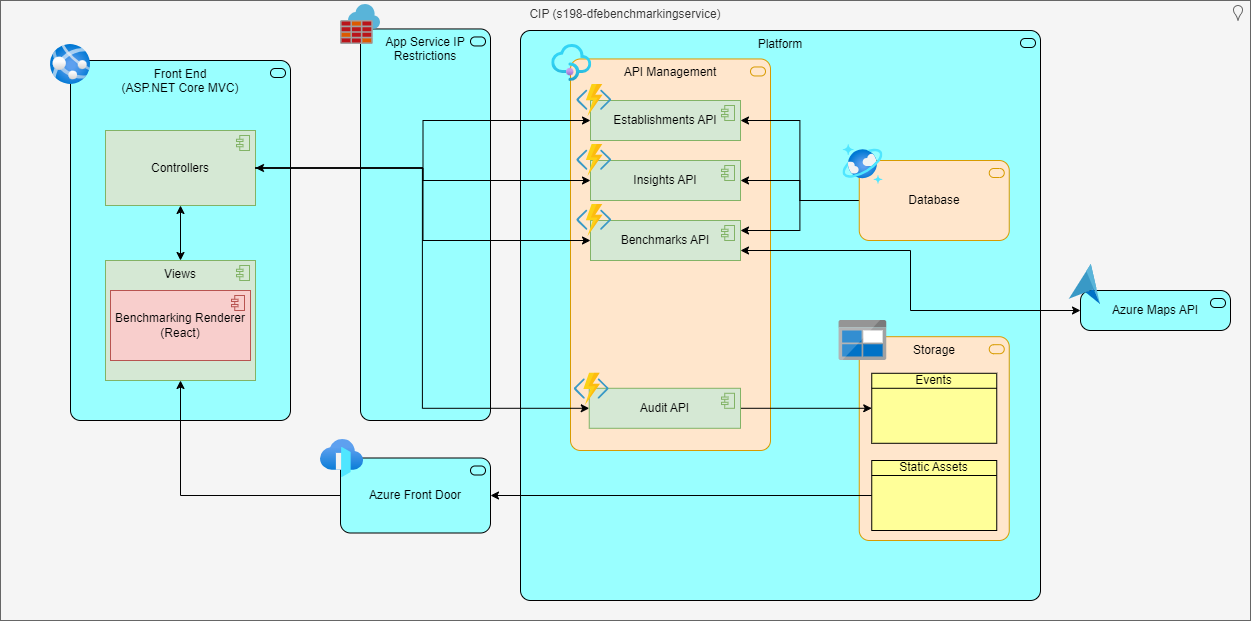 CIP (s198-dfebenchmarkingservice)
Front End
(ASP.NET Core MVC)
Controllers
Views
Benchmarking Renderer
(React)
App Service IP
Restrictions
Platform
API Management
Establishments API
Insights API
Benchmarks API
Audit API
Database
Azure Maps API
Storage
Events
Static Assets
Azure Front Door